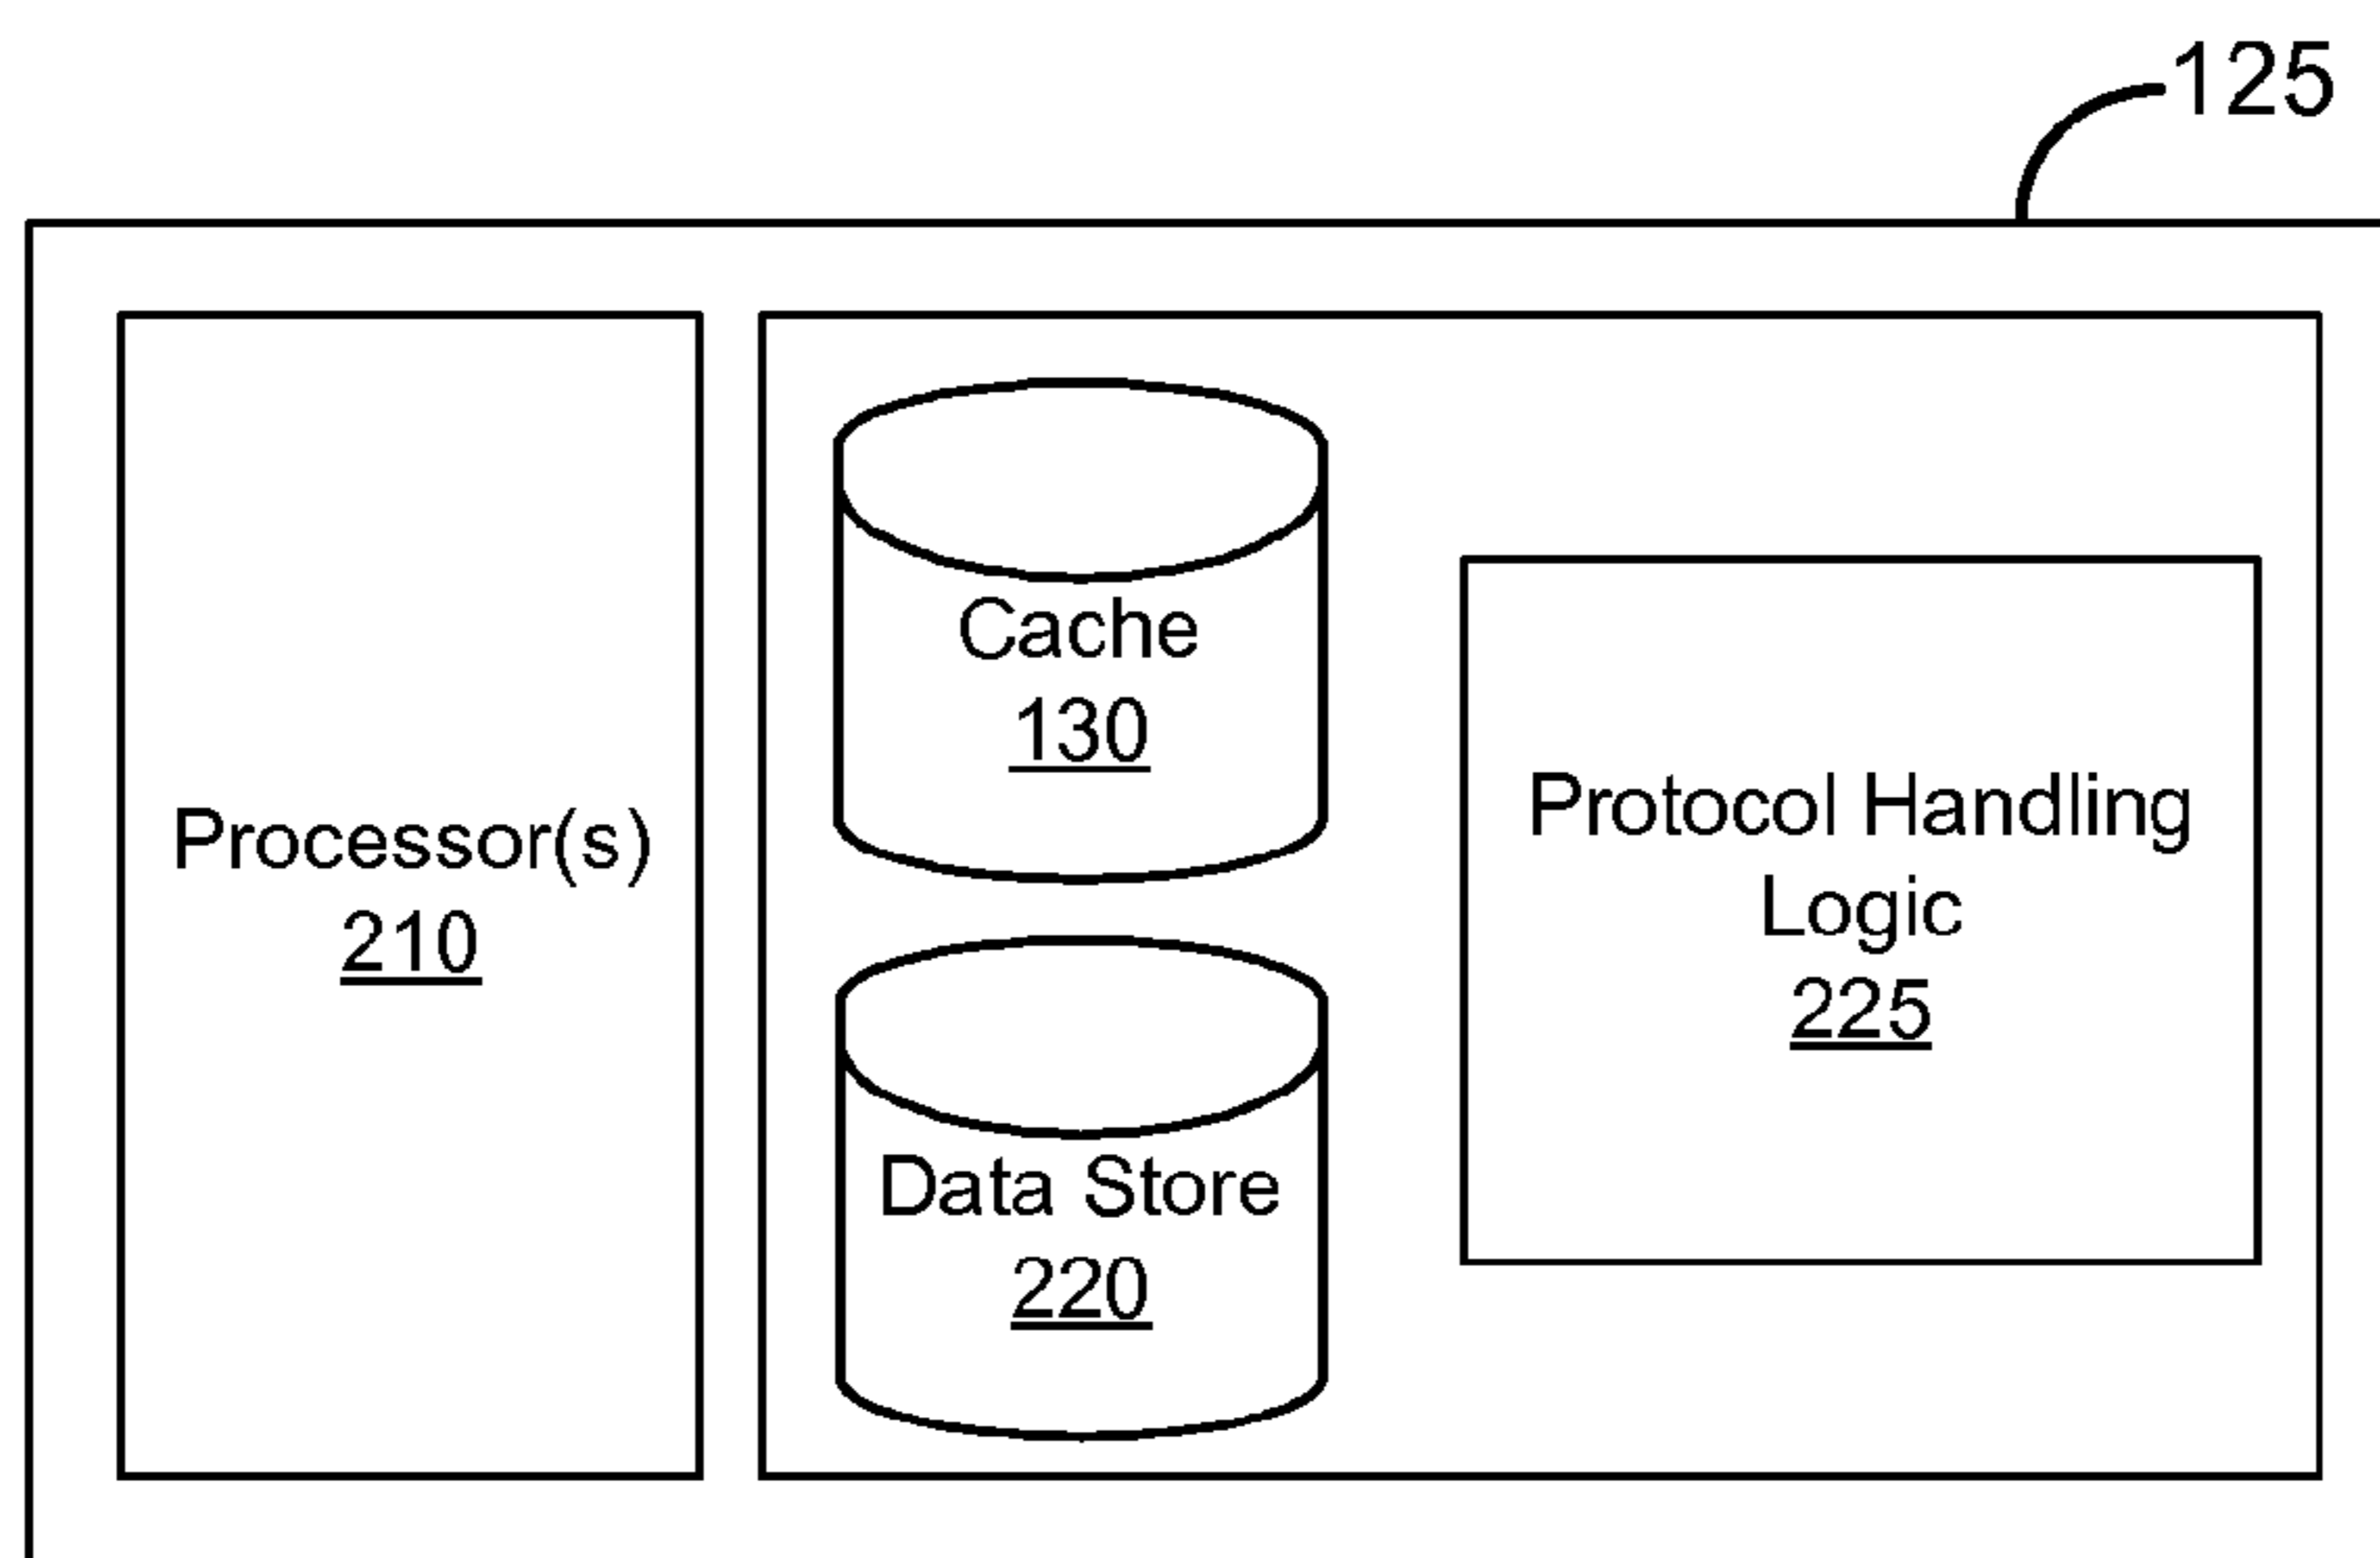 125
Processor(s)
210
Cache
130
Data Store
220
Protocol Handling
Logic
225